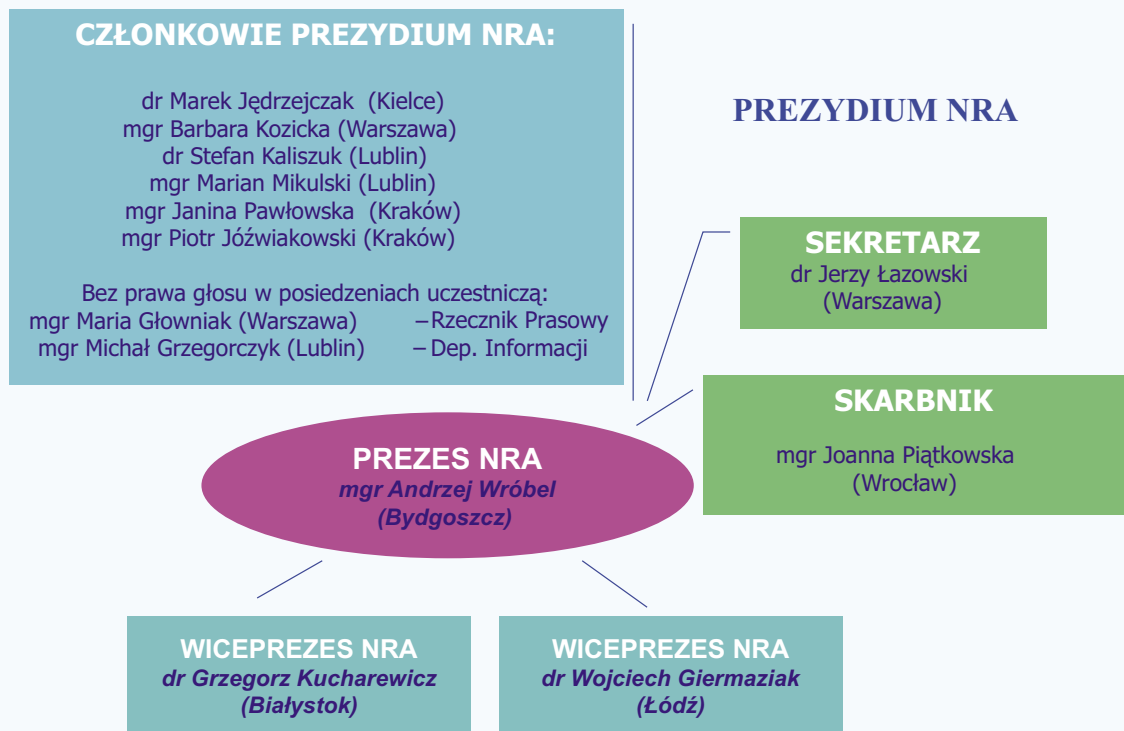 CZŁONKOWIE PREZYDIUM NRA:
dr Marek Jędrzejczak (Kielce)
mgr Barbara Kozicka (Warszawa)
dr Stefan Kaliszuk (Lublin)
mgr Marian Mikulski (Lublin)
mgr Janina Pawłowska (Kraków)
mgr Piotr Jóźwiakowski (Kraków)
Bez prawa głosu w posiedzeniach uczestniczą:
mgr Maria Głowniak (Warszawa) – Rzecznik Prasowy
mgr Michał Grzegorczyk (Lublin) – Dep. Informacji
PREZYDIUM NRA
SEKRETARZ
dr Jerzy Łazowski
(Warszawa)
SKARBNIK
mgr Joanna Piątkowska
(Wrocław)
PREZES NRA
mgr Andrzej Wróbel
(Bydgoszcz)
WICEPREZES NRA
dr Grzegorz Kucharewicz
(Białystok)
WICEPREZES NRA
dr Wojciech Giermaziak
(Łódź)